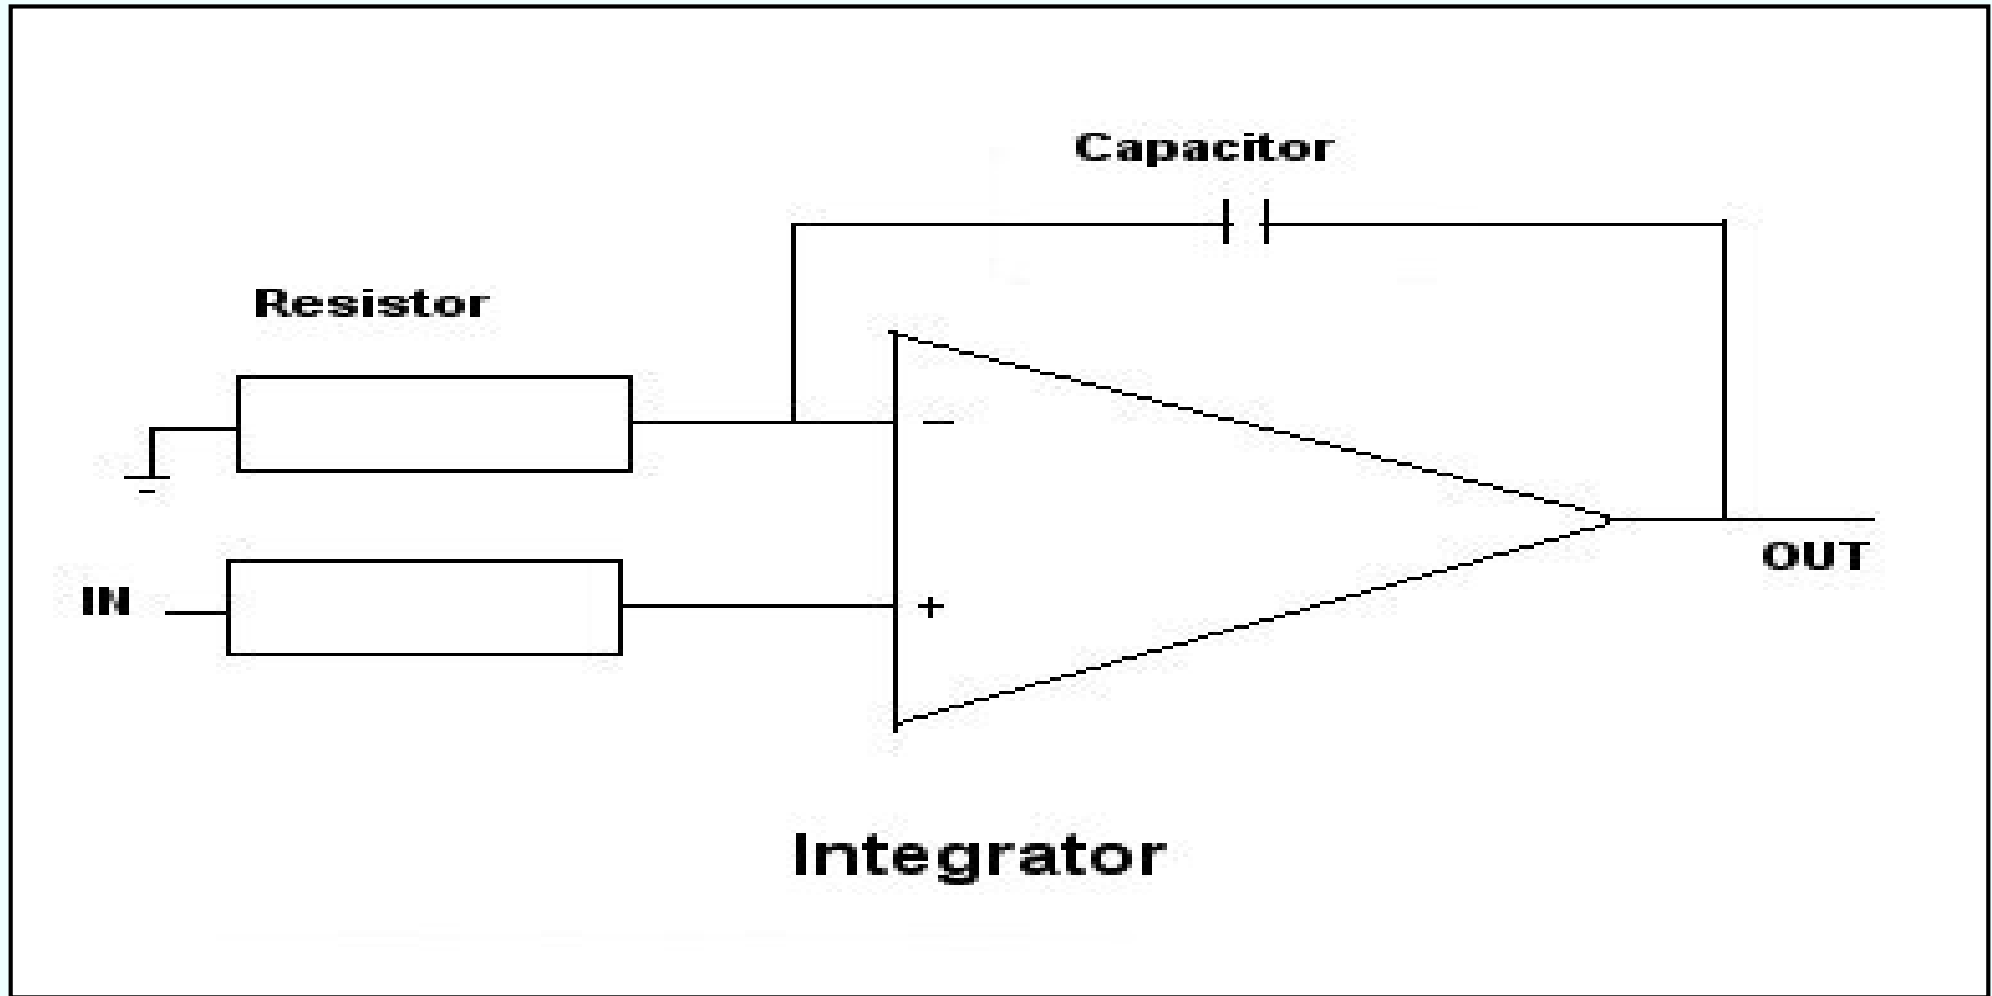 Capacitor
Resistor
−
IN
+
OUT
Integrator